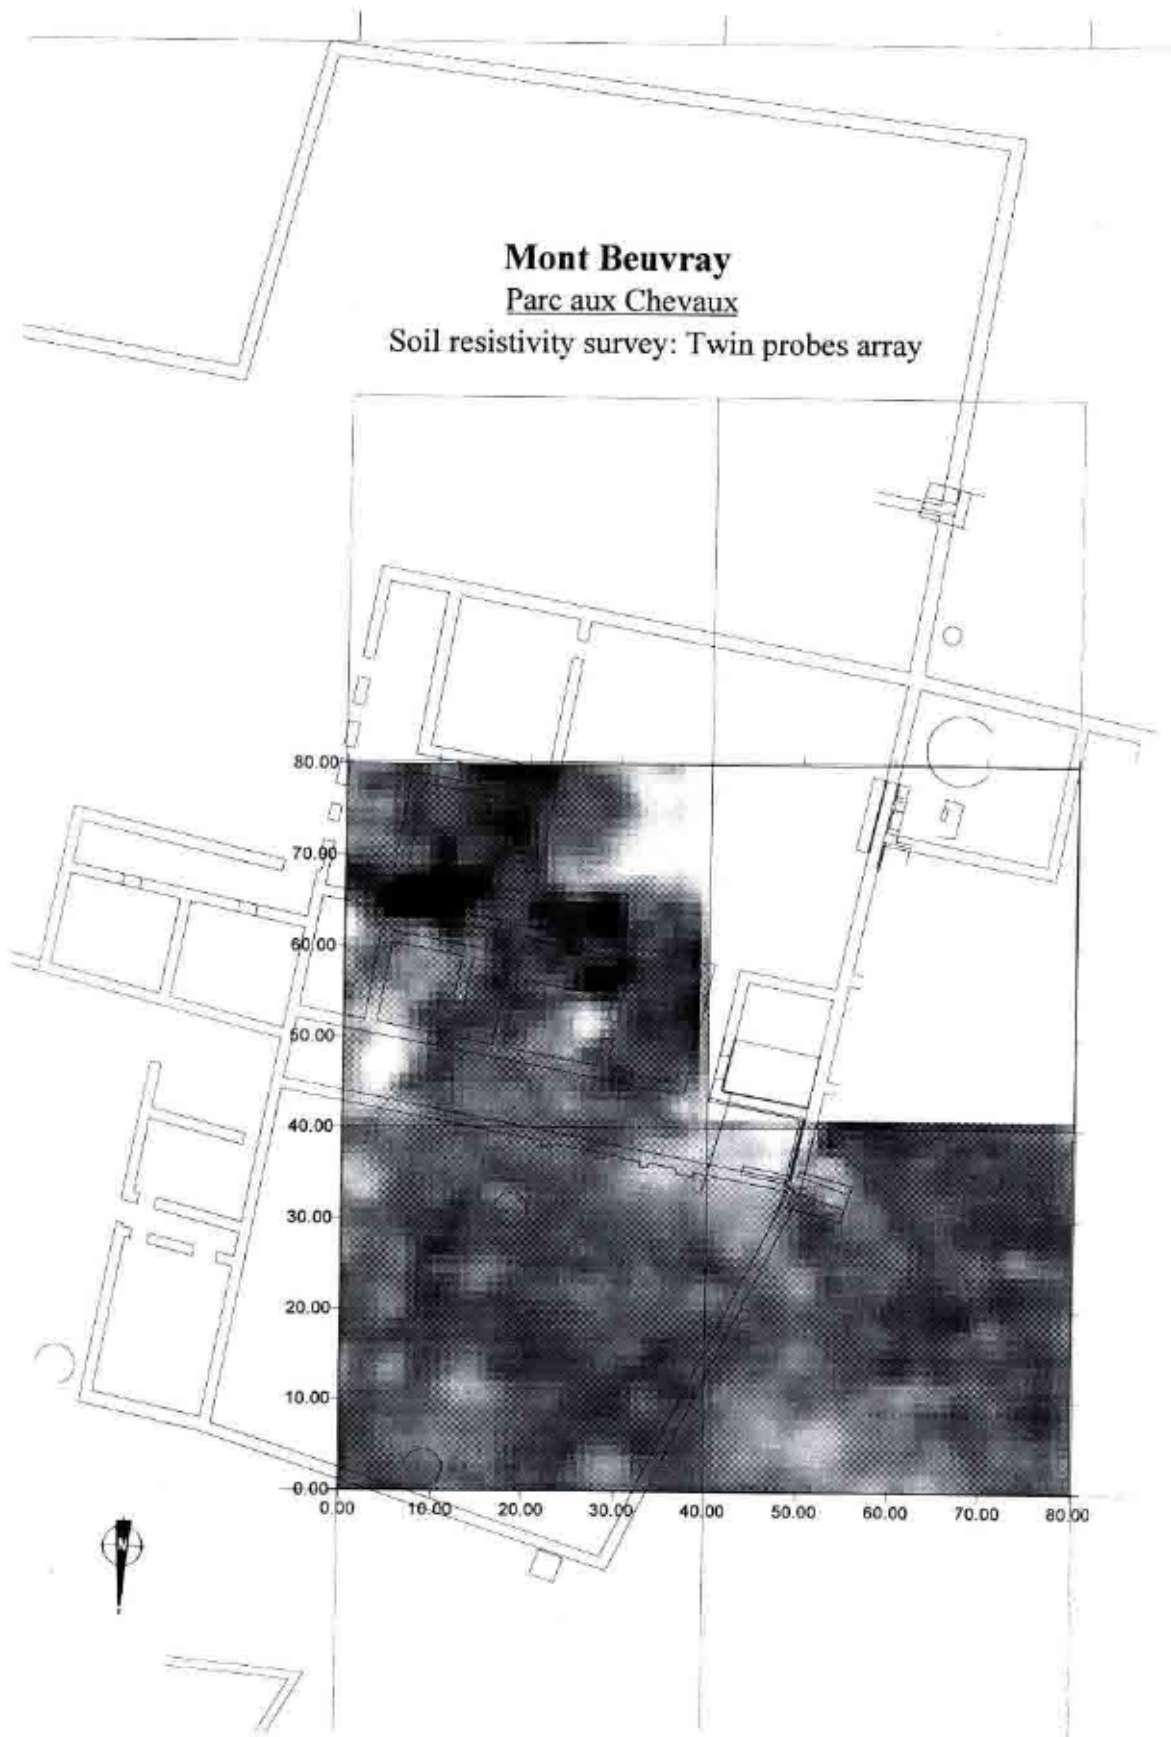 Mont Beuvray
Parc aux Chevaux
Soil resistivity survey: Twin probes array
80.00
70.00
60.00
50.00
40.00
30.00
20.00
10.00
0.00
0.00 10.00 20.00 30.00 40.00 50.00 60.00 70.00 80.00
N